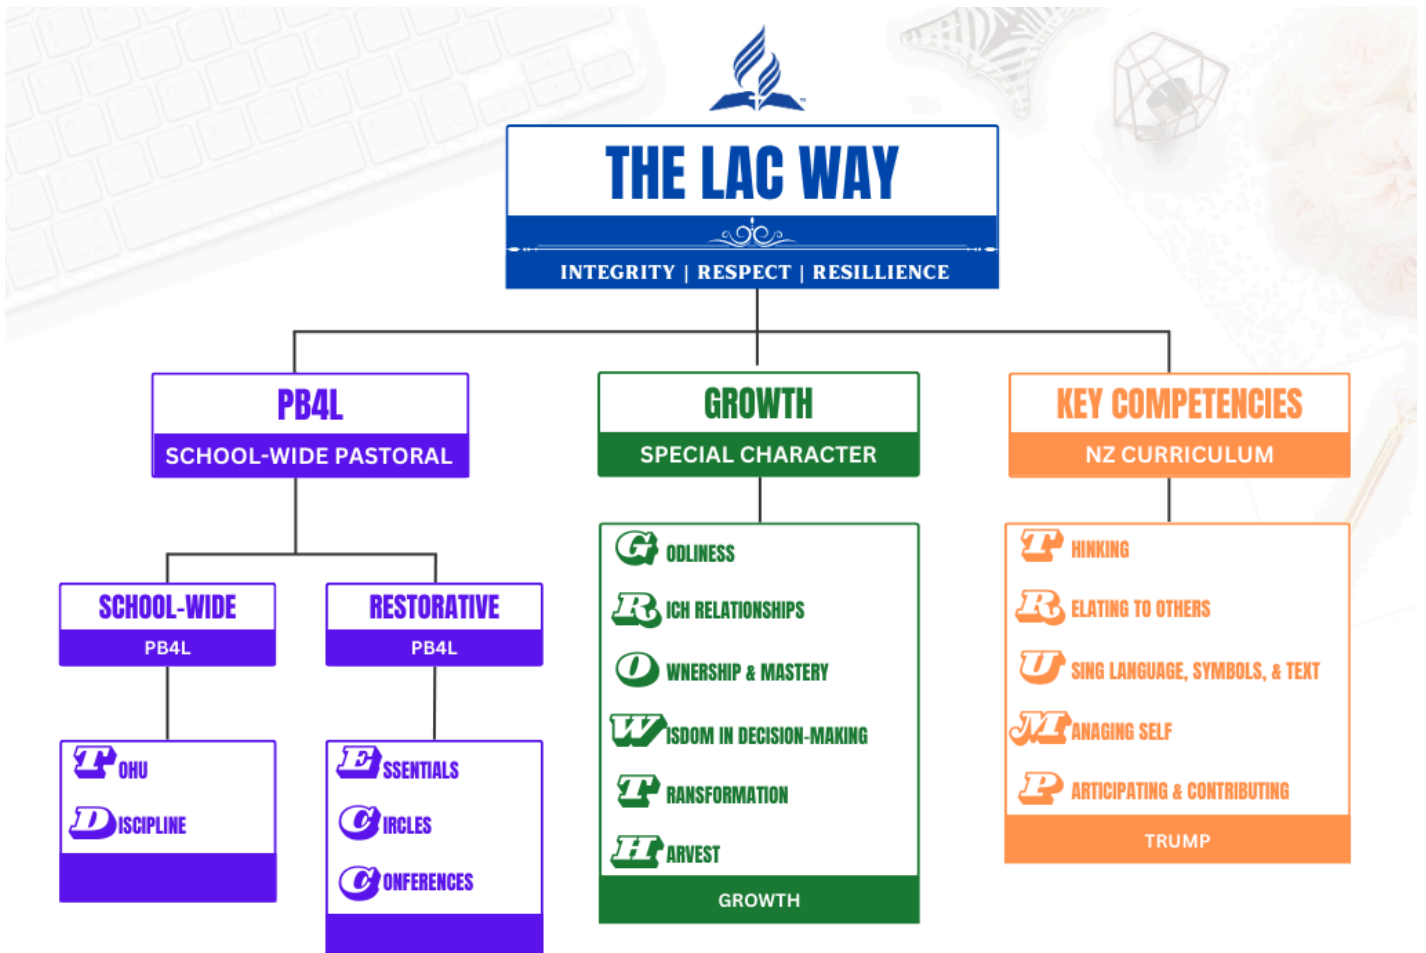 THE LAC WAY
INTEGRITY | RESPECT | RESILLIENCE
PB4L
SCHOOL-WIDE PASTORAL
GROWTH
SPECIAL CHARACTER
KEY COMPETENCIES
NZ CURRICULUM
SCHOOL-WIDE
PB4L
RESTORATIVE
PB4L
TOHU
DISCIPLINE
ESSENTIALS
CIRCLES
CONFERENCES
GODLINESS
RICH RELATIONSHIPS
OWNERSHIP & MASTERY
WISDOM IN DECISION-MAKING
TRANSFORMATION
HARVEST
GROWTH
THINKING
RELATING TO OTHERS
USING LANGUAGE, SYMBOLS, & TEXT
MANAGING SELF
PARTICIPATING & CONTRIBUTING
TRUMP